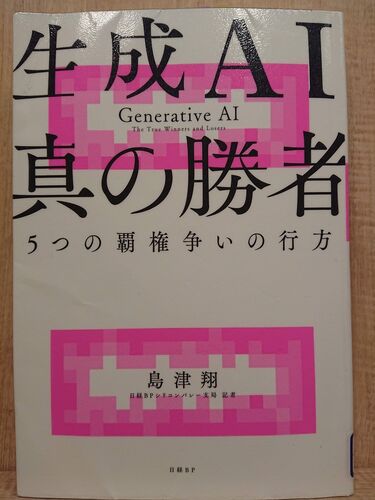 生成AI
Generative AI
The True Winners and Losers
真の勝者
5つの覇権争いの行方
島津翔
日経BPシリコンバレー支局 記者
日経BP